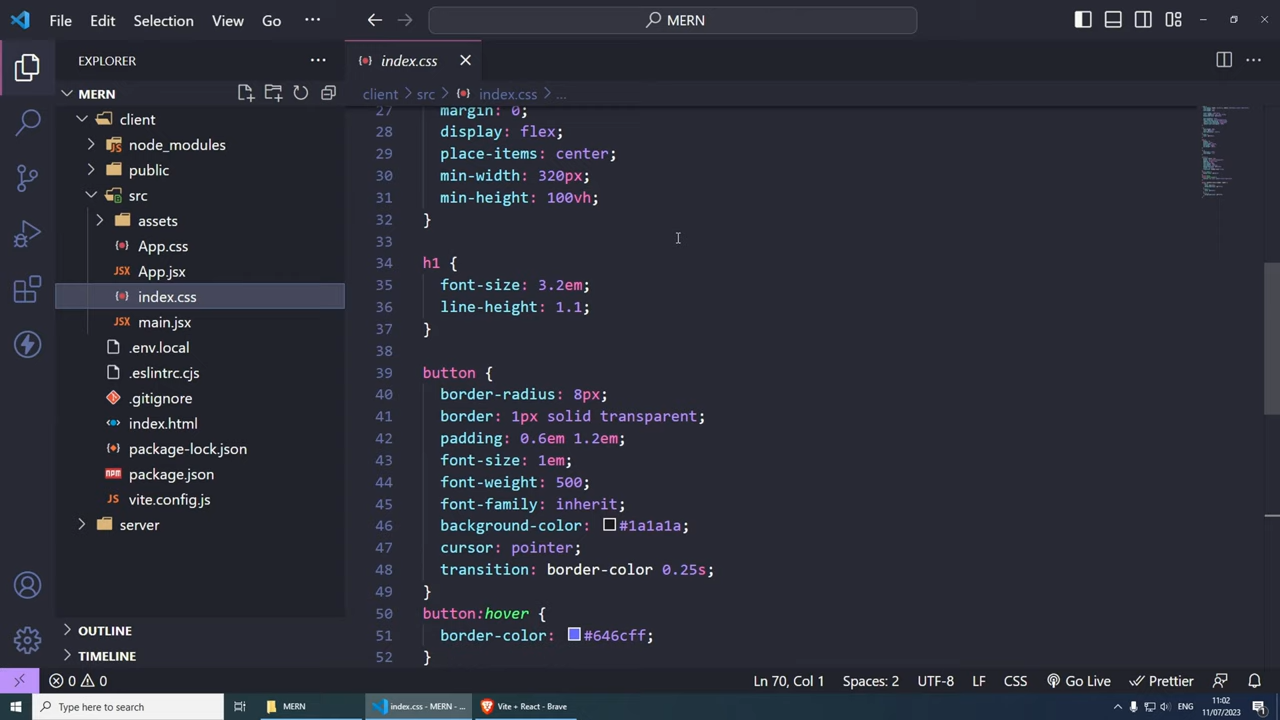 File Edit Selection View Go ··· MERN
EXPLORER ···
index.css
MERN
client > src > index.css > ...
client
node_modules
public
src
assets
App.css
JSX App.jsx
index.css
JSX main.jsx
.env.local
.eslintrc.cjs
.gitignore
index.html
package-lock.json
package.json
JS vite.config.js
server
OUTLINE
TIMELINE
27 margin: 0;
28 display: flex;
29 place-items: center;
30 min-width: 320px;
31 min-height: 100vh;
32 }
33
34 h1 {
35 font-size: 3.2em;
36 line-height: 1.1;
37 }
38
39 button {
40 border-radius: 8px;
41 border: 1px solid transparent;
42 padding: 0.6em 1.2em;
43 font-size: 1em;
44 font-weight: 500;
45 font-family: inherit;
46 background-color: #1a1a1a;
47 cursor: pointer;
48 transition: border-color 0.25s;
49 }
50 button:hover {
51 border-color: #646cff;
52 }
0 0 Ln 70, Col 1 Spaces: 2 UTF-8 LF CSS Go Live Prettier
Type here to search MERN index.css - MERN - ... Vite + React - Brave ENG 11:02
11/07/2023